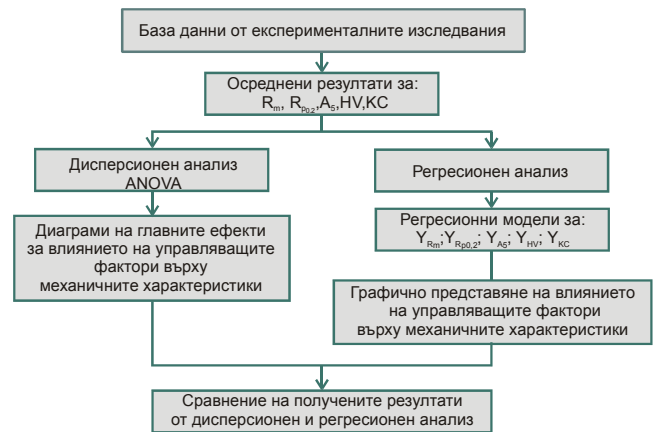 База данни от експерименталните изследвания
Осреднени резултати за:
Rm, Rp0,2,A5,HV,KC
Дисперсионен анализ
ANOVA
Регресионен анализ
Диаграми на главните ефекти
за влиянието на управляващите
фактори върху
механичните характеристики
Регресионни модели за:
YRm;YRp0,2; YA5; YHV; YKC
Графично представяне на влиянието
на управляващите фактори
върху механичните характеристики
Сравнение на получените резултати
от дисперсионен и регресионен анализ